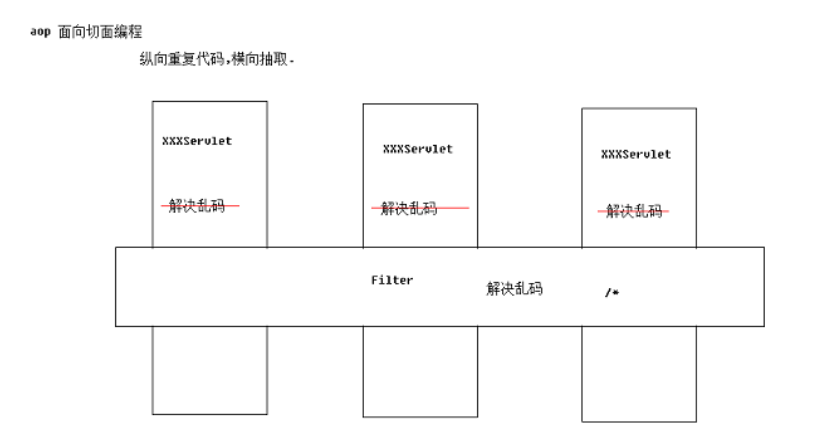 aop 面向切面编程
纵向重复代码,横向抽取.
XXXServlet
XXXServlet
XXXServlet
解决乱码
解决乱码
解决乱码
Filter 解决乱码 /*